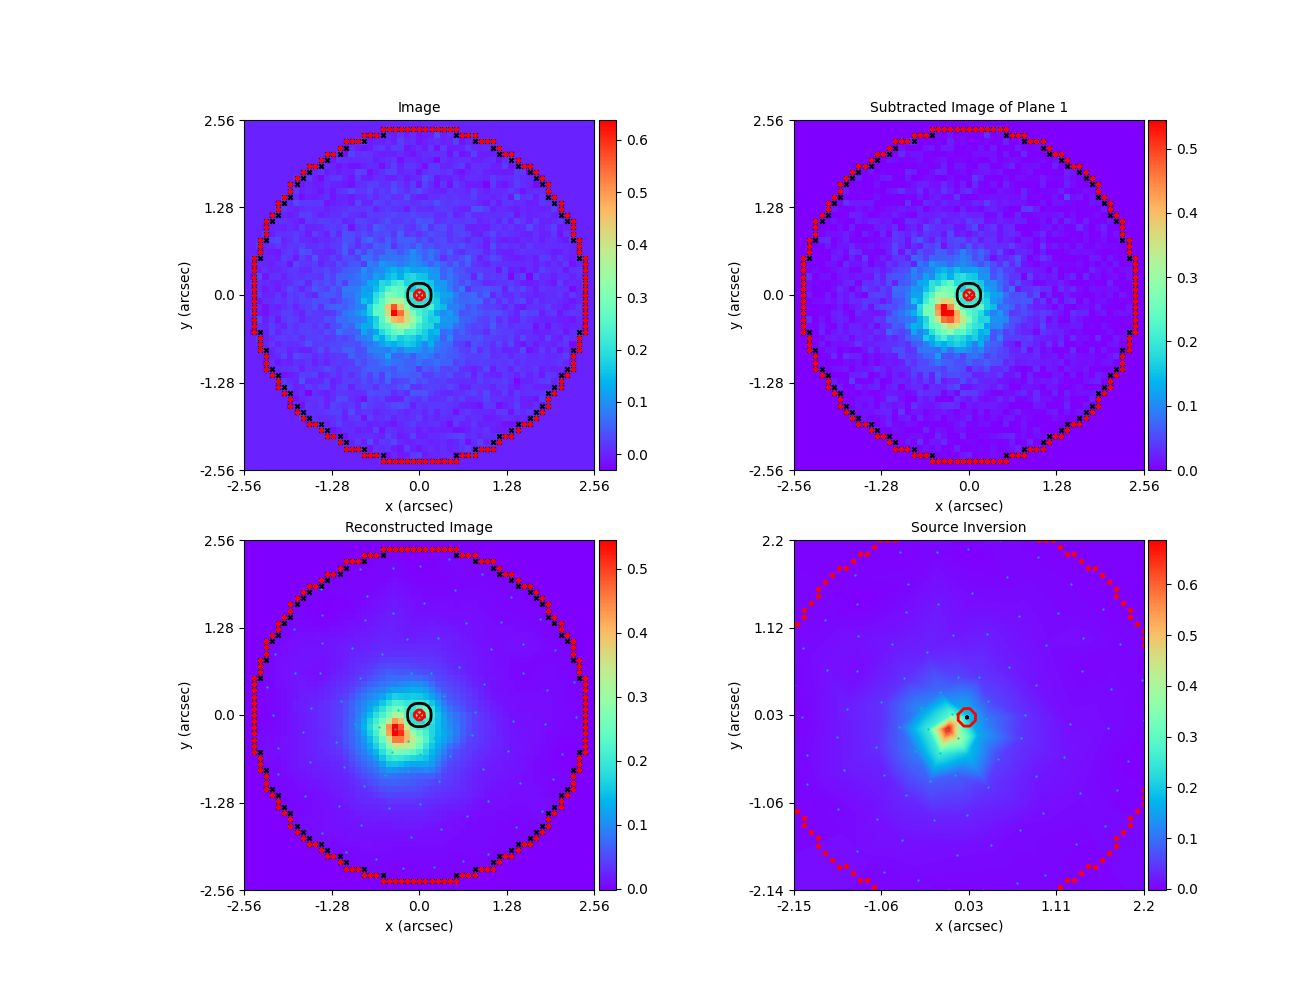 Image
2.56
1.28
0.0
-1.28
-2.56
y (arcsec)
-2.56 -1.28 0.0 1.28 2.56
x (arcsec)
0.6
0.5
0.4
0.3
0.2
0.1
0.0
Subtracted Image of Plane 1
2.56
1.28
0.0
-1.28
-2.56
y (arcsec)
-2.56 -1.28 0.0 1.28 2.56
x (arcsec)
0.5
0.4
0.3
0.2
0.1
0.0
Reconstructed Image
2.56
1.28
0.0
-1.28
-2.56
y (arcsec)
-2.56 -1.28 0.0 1.28 2.56
x (arcsec)
0.5
0.4
0.3
0.2
0.1
0.0
Source Inversion
2.2
1.12
0.03
-1.06
-2.14
y (arcsec)
-2.15 -1.06 0.03 1.11 2.2
x (arcsec)
0.6
0.5
0.4
0.3
0.2
0.1
0.0